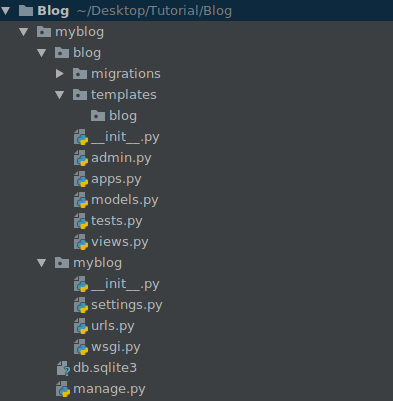 Blog ~/Desktop/Tutorial/Blog
myblog
blog
migrations
templates
blog
__init__.py
admin.py
apps.py
models.py
tests.py
views.py
myblog
__init__.py
settings.py
urls.py
wsgi.py
db.sqlite3
manage.py